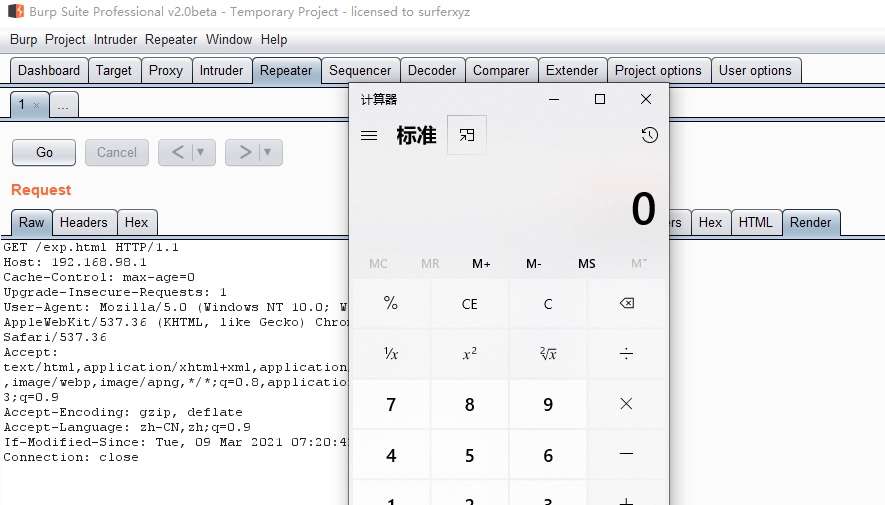 Burp Suite Professional v2.0beta - Temporary Project - licensed to surferxyz
Burp Project Intruder Repeater Window Help
Dashboard Target Proxy Intruder Repeater Sequencer Decoder Comparer Extender Project options User options
1 × ...
计算器
标准
Go Cancel < ▼ > ▼
Request
0
Raw Headers Hex
Hex HTML Render
GET /exp.html HTTP/1.1
Host: 192.168.98.1
Cache-Control: max-age=0
Upgrade-Insecure-Requests: 1
User-Agent: Mozilla/5.0 (Windows NT 10.0;
AppleWebKit/537.36 (KHTML, like Gecko)
Safari/537.36
Accept:
text/html,application/xhtml+xml,application
,image/webp,image/apng,*/*;q=0.8,application
3;q=0.9
Accept-Encoding: gzip, deflate
Accept-Language: zh-CN,zh;q=0.9
If-Modified-Since: Tue, 09 Mar 2021 07:20:4
Connection: close
MC MR M+ M- MS M˅
% CE C ⌫
¹⁄x x² ²√x ÷
7 8 9 ×
4 5 6 −
1 2 3 +